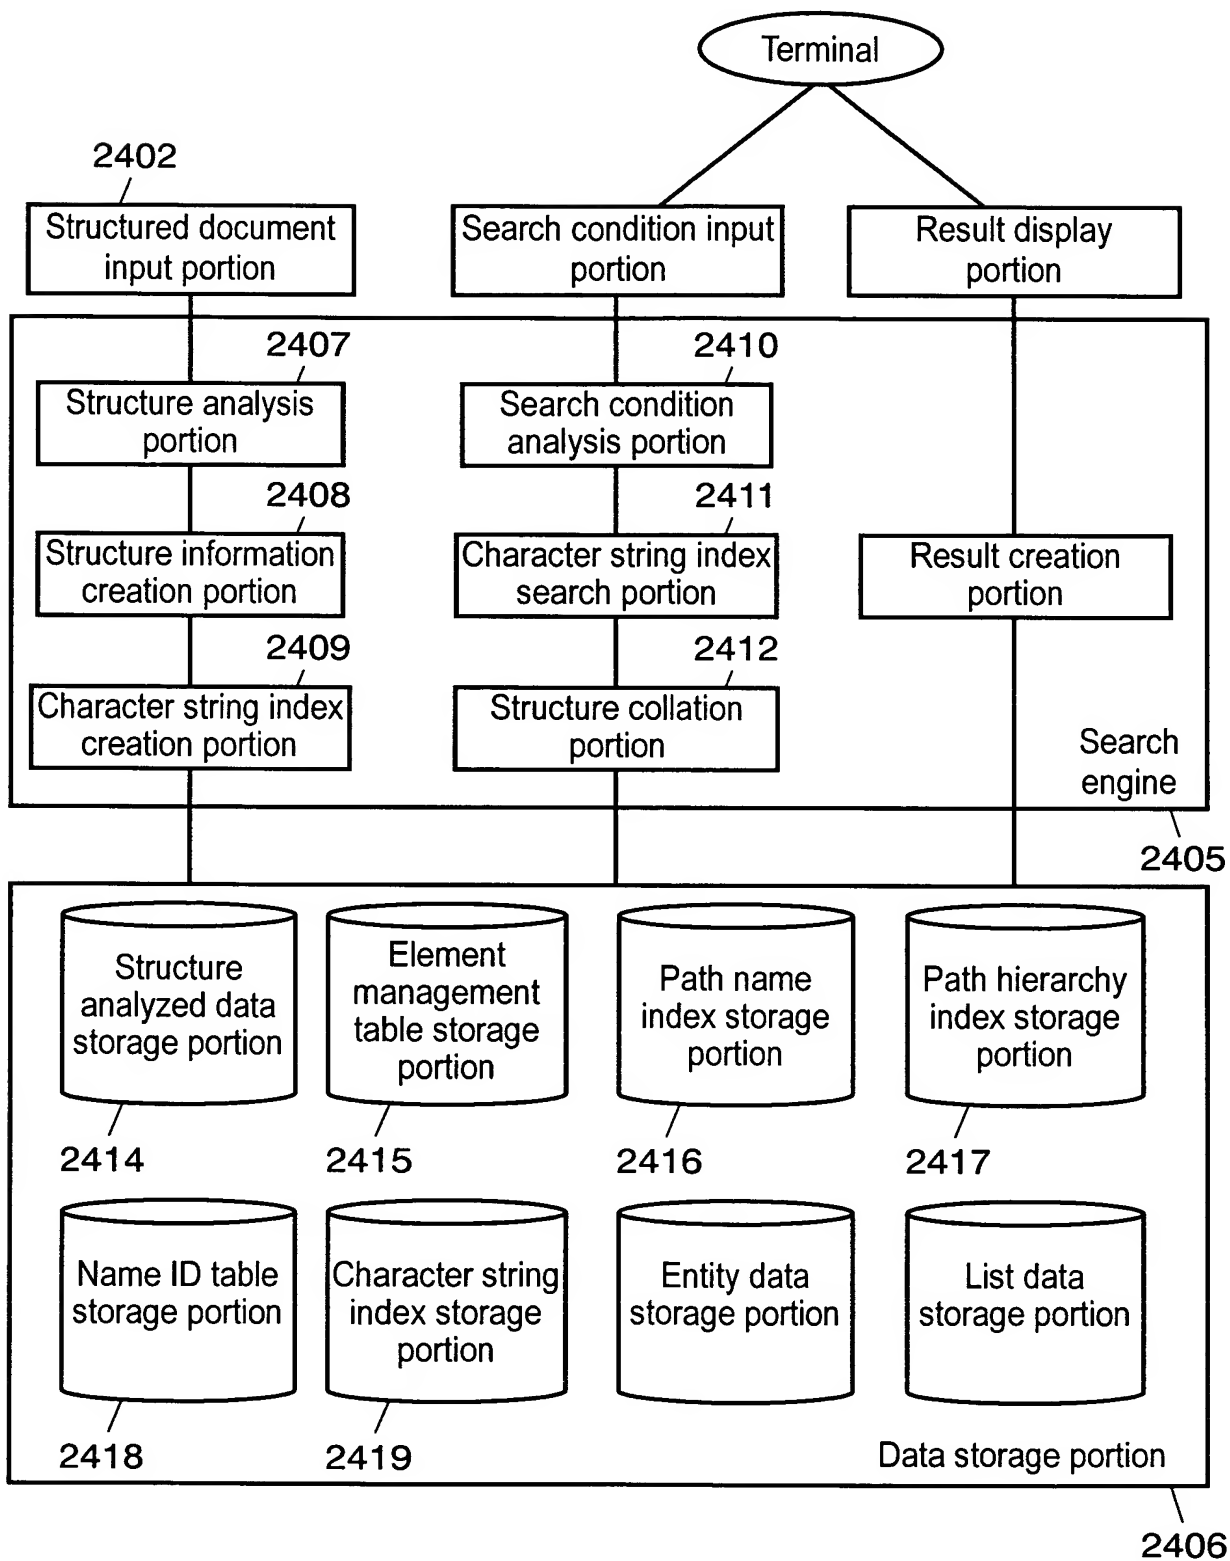 Terminal
2402
Structured document
input portion
Search condition input
portion
Result display
portion
2407
Structure analysis
portion
2410
Search condition
analysis portion
2408
Structure information
creation portion
2411
Character string index
search portion
Result creation
portion
2409
Character string index
creation portion
2412
Structure collation
portion
Search
engine
2405
Structure
analyzed data
storage portion
Element
management
table storage
portion
Path name
index storage
portion
Path hierarchy
index storage
portion
2414
2415
2416
2417
Name ID table
storage portion
Character string
index storage
portion
Entity data
storage portion
List data
storage portion
2418
2419
Data storage portion
2406